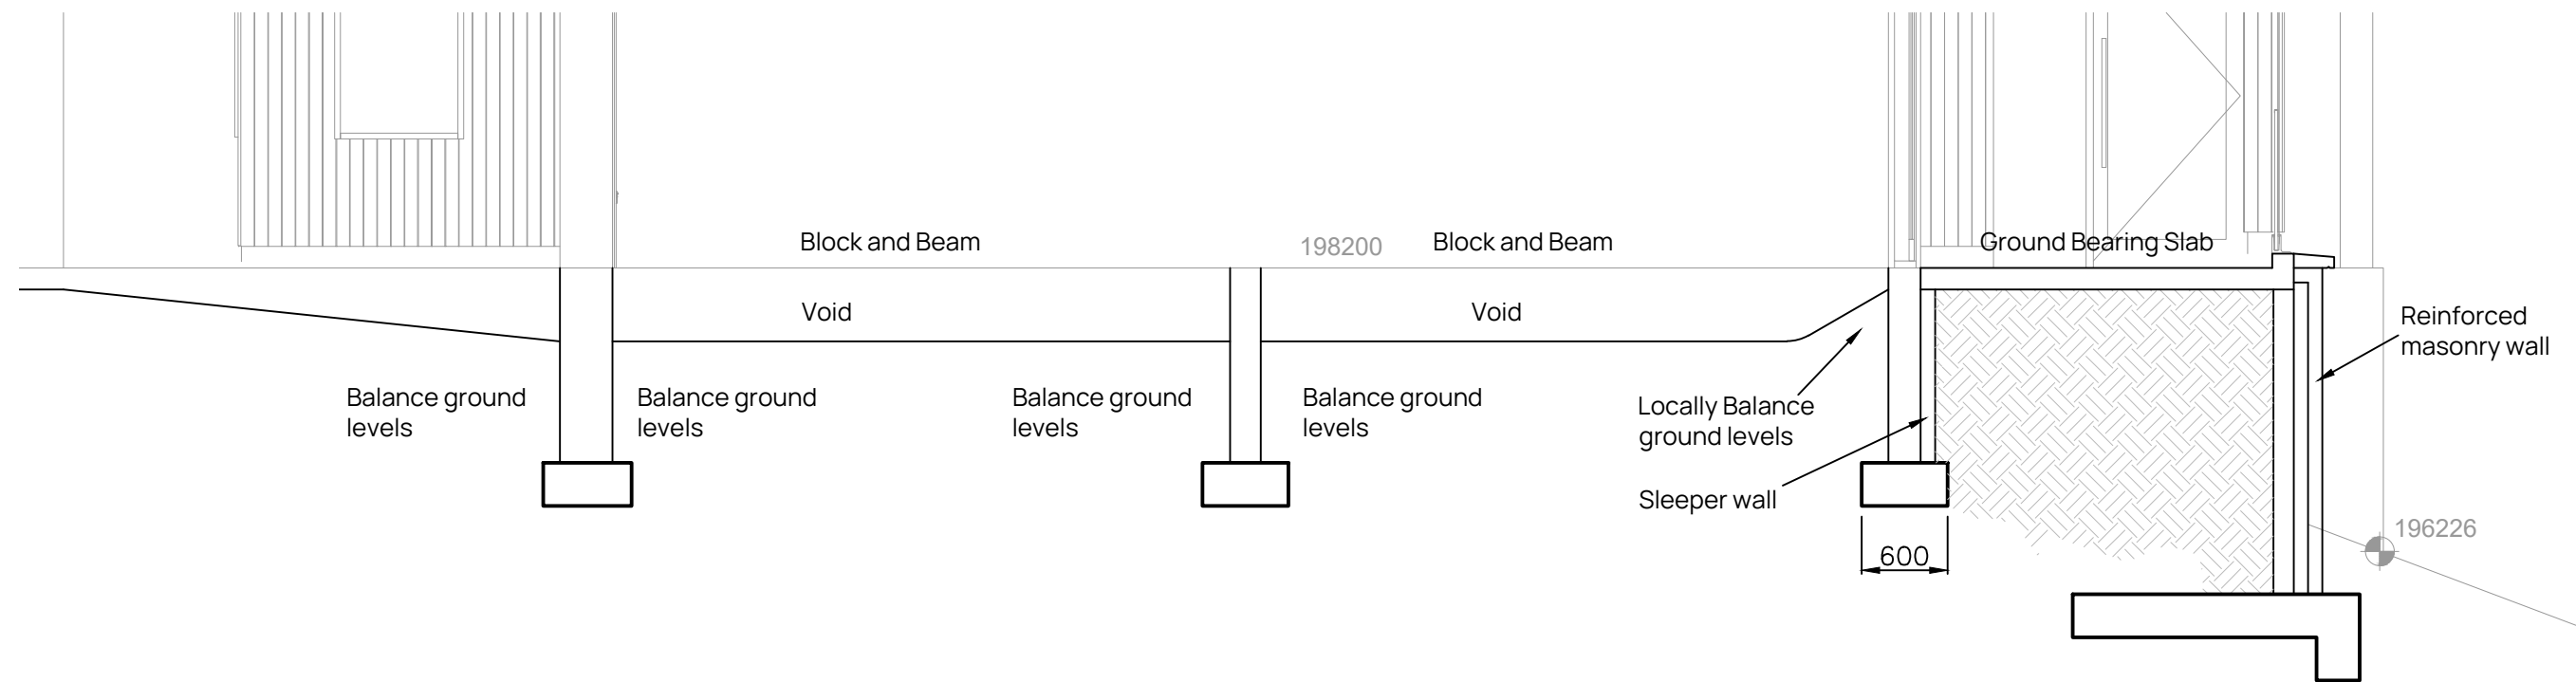 Block and Beam
198200
Block and Beam
Ground Bearing Slab
Void
Void
Reinforced
masonry wall
Balance ground
levels
Balance ground
levels
Balance ground
levels
Balance ground
levels
Locally Balance
ground levels
Sleeper wall
196226
600